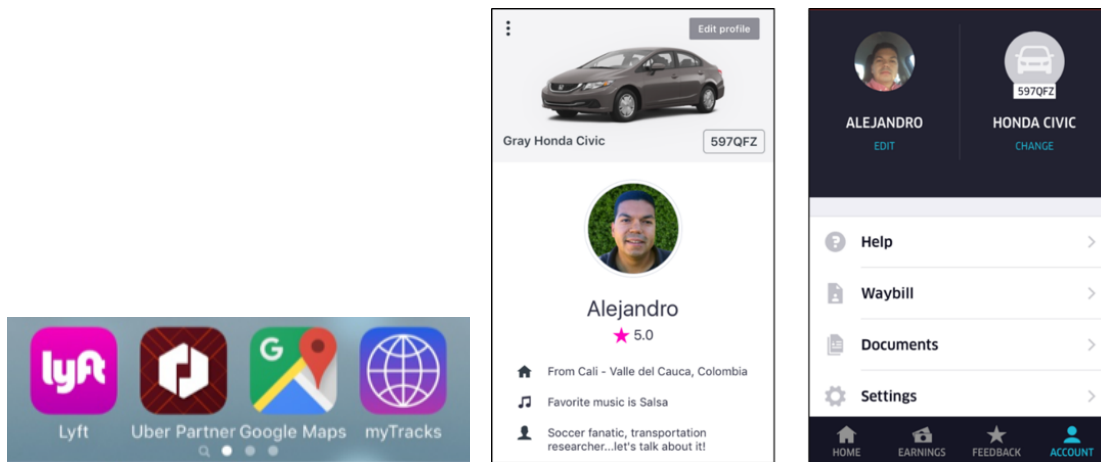 lyft
G
Lyft
Uber Partner
Google Maps
myTracks
Edit profile
Gray Honda Civic
597QFZ
Alejandro
★ 5.0
From Cali - Valle del Cauca, Colombia
Favorite music is Salsa
Soccer fanatic, transportation
researcher...let's talk about it!
597QFZ
ALEJANDRO
HONDA CIVIC
EDIT
CHANGE
Help
Waybill
Documents
Settings
HOME
EARNINGS
FEEDBACK
ACCOUNT